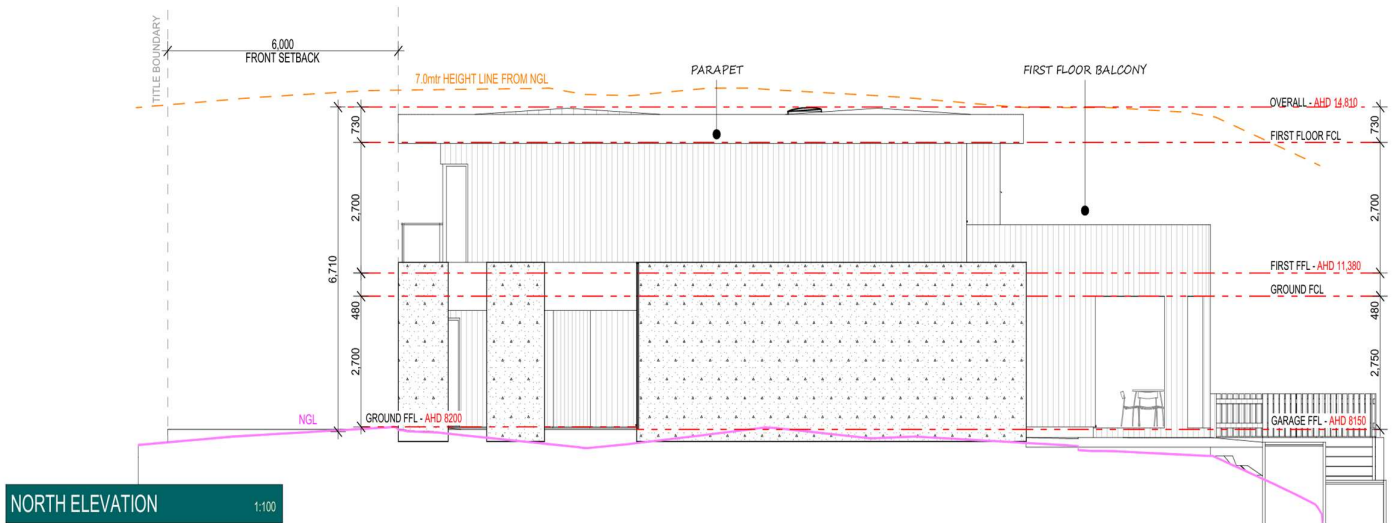 TITLE BOUNDARY
6,000
FRONT SETBACK
7.0mtr HEIGHT LINE FROM NGL
PARAPET
FIRST FLOOR BALCONY
OVERALL - AHD 14,810
730
730
FIRST FLOOR FCL
2,700
2,700
6,710
FIRST FFL - AHD 11,380
GROUND FCL
480
480
2,700
2,750
NGL
GROUND FFL - AHD 8200
GARAGE FFL - AHD 8150
NORTH ELEVATION
1:100